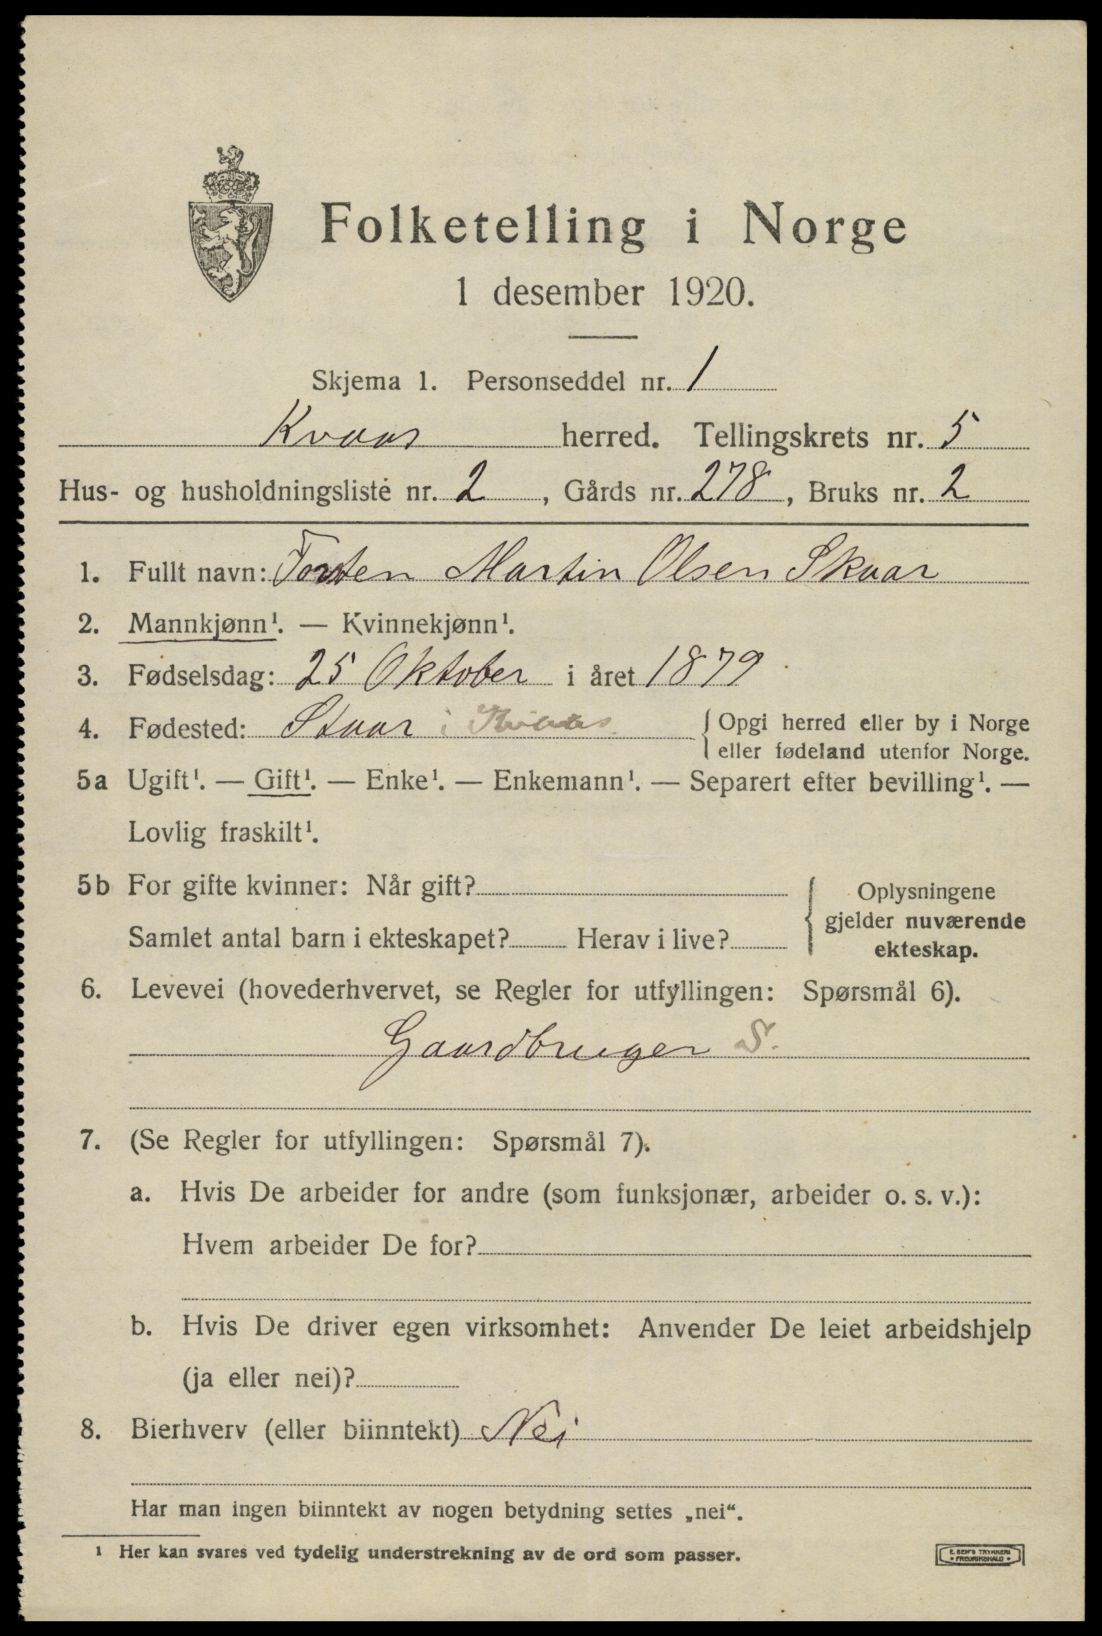 Folketelling i Norge
1 desember 1920.
Skjema 1. Personseddel nr. 1
Kvaas herred. Tellingskrets nr. 5
Hus- og husholdningsliste nr. 2, Gårds nr. 278, Bruks nr. 2
1. Fullt navn: Torsten Martin Olsen Skaar
2. Mannkjønn¹. — Kvinnekjønn¹.
3. Fødselsdag: 25 Oktober i året 1879
4. Fødested: Skaar i Kvaas. { Opgi herred eller by i Norge
eller fødeland utenfor Norge.
5a Ugift¹. — Gift¹. — Enke¹. — Enkemann¹. — Separert efter bevilling¹. —
Lovlig fraskilt¹.
5b For gifte kvinner: Når gift? { Oplysningene
gjelder nuværende
Samlet antal barn i ekteskapet? Herav i live?
ekteskap.
6. Levevei (hovederhvervet, se Regler for utfyllingen: Spørsmål 6).
Gaardbruger S.
7. (Se Regler for utfyllingen: Spørsmål 7).
a. Hvis De arbeider for andre (som funksjonær, arbeider o. s. v.):
Hvem arbeider De for?
b. Hvis De driver egen virksomhet: Anvender De leiet arbeidshjelp
(ja eller nei)?
8. Bierhverv (eller biinntekt) Nei
Har man ingen biinntekt av nogen betydning settes „nei“.
¹ Her kan svares ved tydelig understrekning av de ord som passer.
E. SEM'S TRYKKERI
FREDRIKSHALD